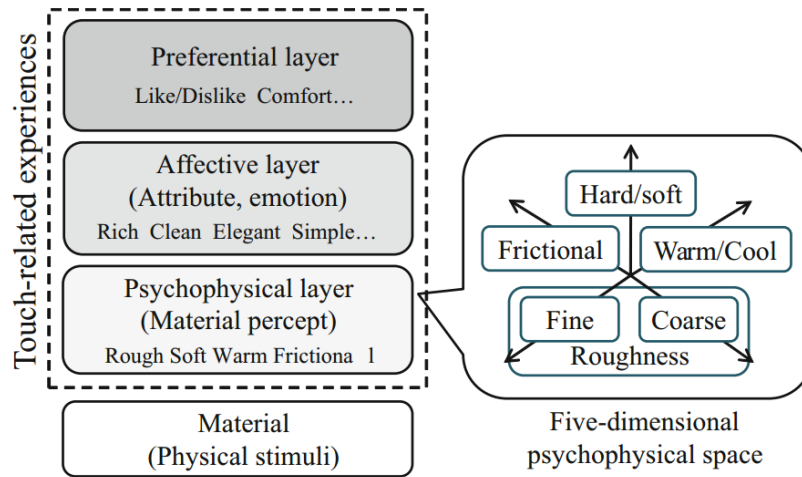 Touch-related experiences
Preferential layer
Like/Dislike Comfort…
Affective layer
(Attribute, emotion)
Rich Clean Elegant Simple…
Psychophysical layer
(Material percept)
Rough Soft Warm Frictiona l
Material
(Physical stimuli)
Hard/soft
Frictional
Warm/Cool
Fine
Coarse
Roughness
Five-dimensional
psychophysical space